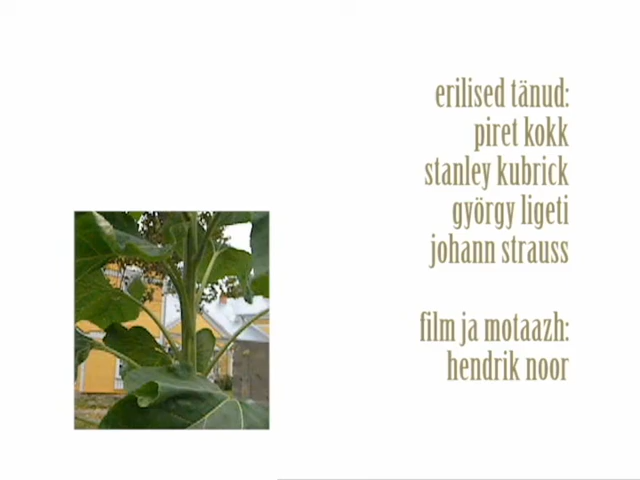 erilised tänud:
piret kokk
stanley kubrick
györgy ligeti
johann strauss
film ja motaazh:
hendrik noor